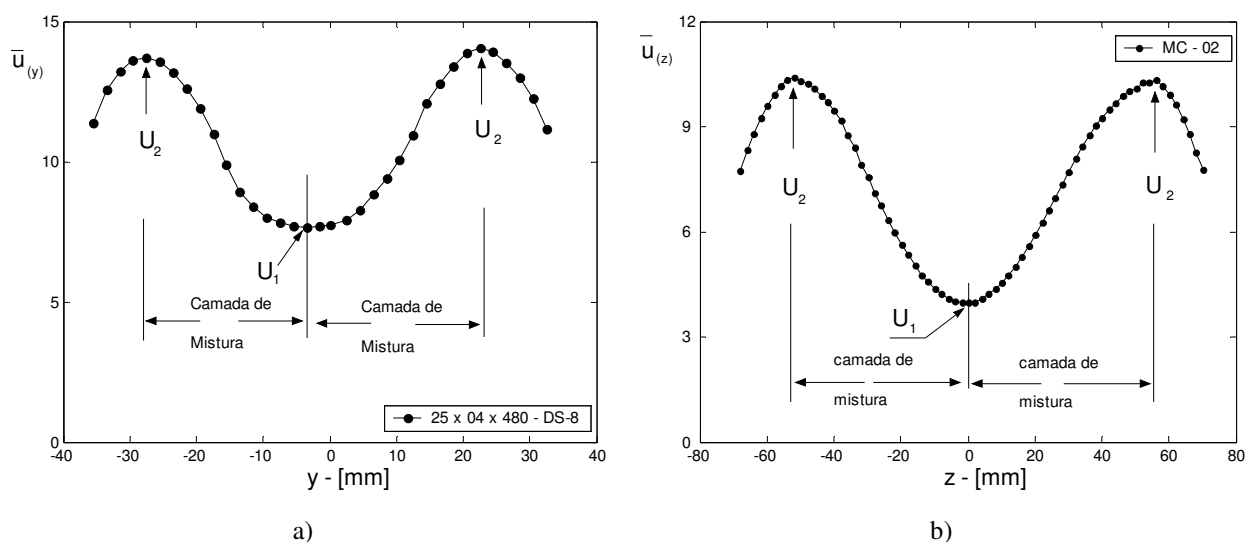 15
10
5
0
u̅(y)
U₂
U₂
U₁
Camada de
Mistura
Camada de
Mistura
25 x 04 x 480 - DS-8
-40 -30 -20 -10 0 10 20 30 40
y - [mm]
a)
12
9
6
3
0
u̅(z)
MC - 02
U₂
U₂
U₁
camada de
mistura
camada de
mistura
-80 -60 -40 -20 0 20 40 60 80
z - [mm]
b)